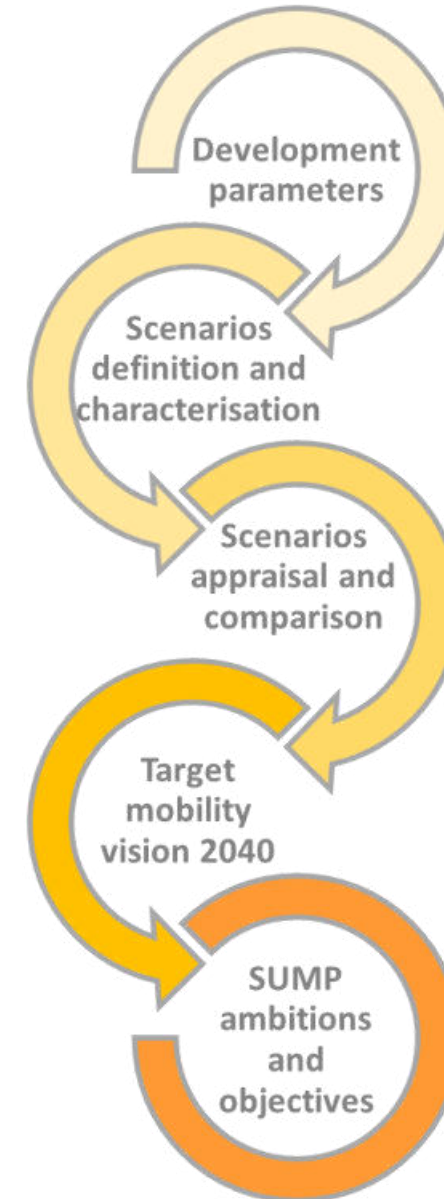 Development
parameters
Scenarios
definition and
characterisation
Scenarios
appraisal and
comparison
Target
mobility
vision 2040
SUMP
ambitions
and
objectives